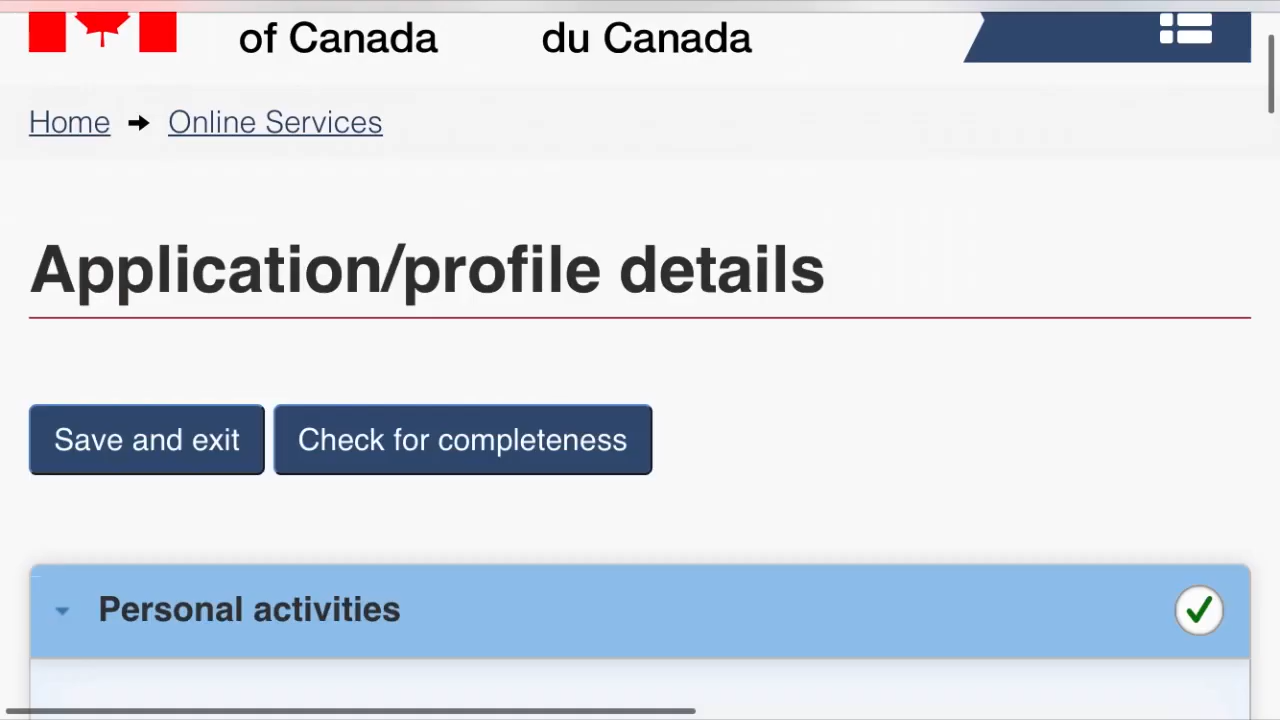 of Canada du Canada
Home Online Services
Application/profile details
Save and exit Check for completeness
Personal activities